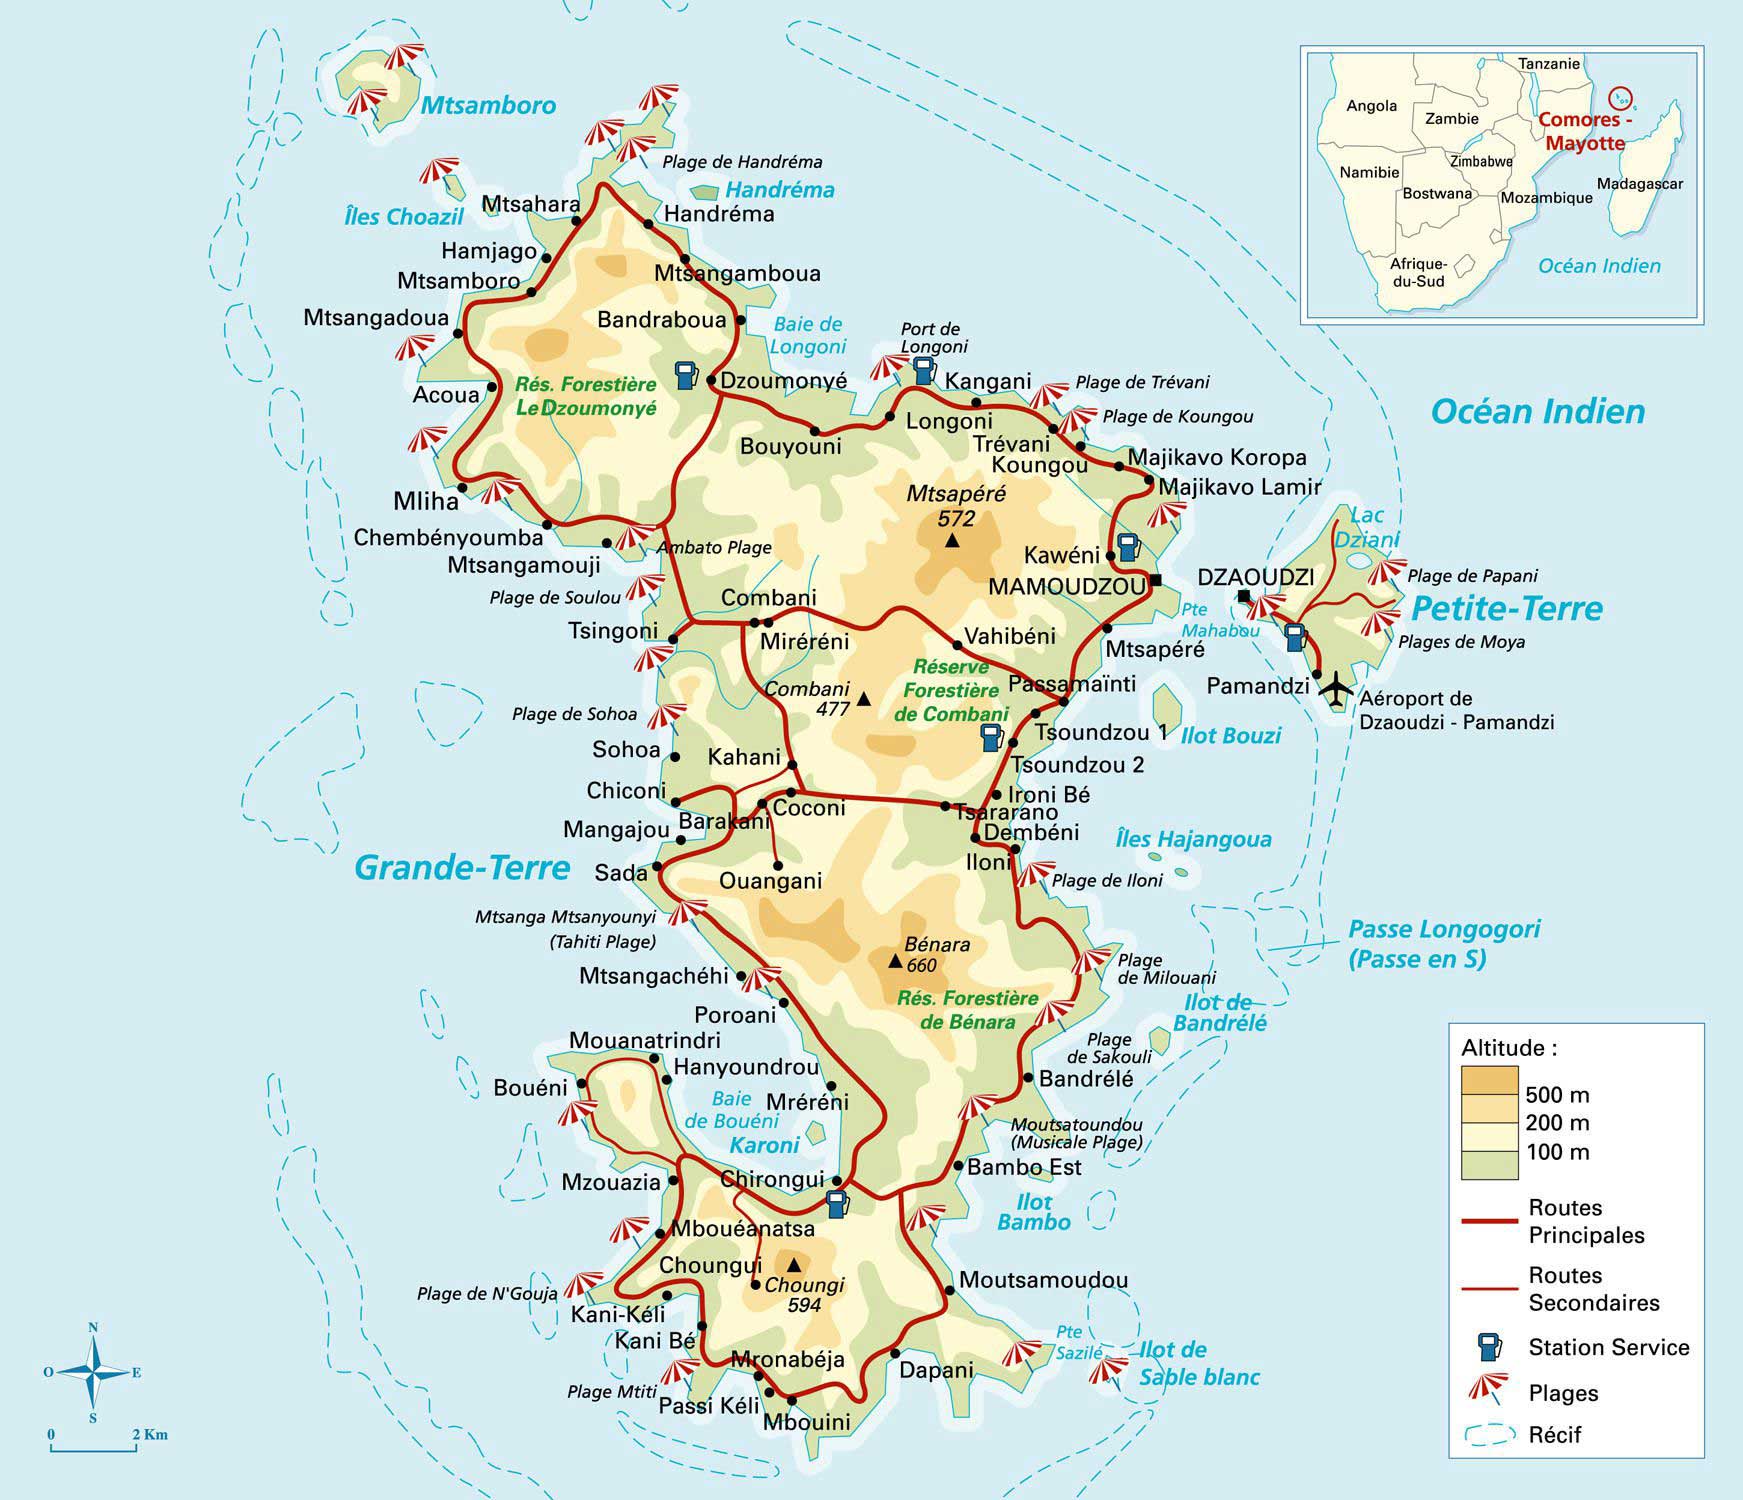 Mtsamboro
Plage de Handréma
Handréma
Îles Choazil
Mtsahara
Handréma
Hamjago
Mtsangamboua
Mtsamboro
Mtsangadoua
Bandraboua
Baie de
Longoni
Port de
Longoni
Acoua
Rés. Forestière
Le Dzoumonyé
Dzoumonyé
Kangani
Plage de Trévani
Plage de Koungou
Longoni
Bouyouni
Trévani
Koungou
Majikavo Koropa
Majikavo Lamir
Mliha
Mtsapéré
572
Chembényoumba
Mtsangamouji
Ambato Plage
Kawéni
MAMOUDZOU
Plage de Soulou
Combani
Tsingoni
Miréréni
Vahibéni
Mtsapéré
Pte
Mahabou
DZAOUDZI
Lac
Dziani
Plage de Papani
Petite-Terre
Plages de Moya
Pamandzi
Aéroport de
Dzaoudzi - Pamandzi
Océan Indien
Réserve
Forestière
de Combani
Combani
477
Passamaïnti
Plage de Sohoa
Sohoa
Kahani
Tsoundzou 1
Tsoundzou 2
Ilot Bouzi
Chiconi
Coconi
Barakani
Mangajou
Ironi Bé
Tsararano
Dembéni
Iloni
Îles Hajangoua
Plage de Iloni
Grande-Terre
Sada
Ouangani
Mtsanga Mtsanyounyi
(Tahiti Plage)
Bénara
660
Passe Longogori
(Passe en S)
Mtsangachéhi
Plage
de Milouani
Rés. Forestière
de Bénara
Ilot de
Bandrélé
Poroani
Plage
de Sakouli
Mouanatrindri
Hanyoundrou
Bouéni
Mréréni
Bandrélé
Baie
de Bouéni
Karoni
Moutsatoundou
(Musicale Plage)
Bambo Est
Mzouazia
Chirongui
Ilot
Bambo
Mbouéanatsa
Choungui
Choungi
594
Moutsamoudou
Plage de N'Gouja
Kani-Kéli
Kani Bé
Pte
Sazilé
Ilot de
Sable blanc
Mronabéja
Dapani
Plage Mtiti
Passi Kéli
Mbouini
N
O
E
S
0
2 Km
Tanzanie
Angola
Zambie
Comores -
Mayotte
Zimbabwe
Namibie
Bostwana
Mozambique
Madagascar
Afrique-
du-Sud
Océan Indien
Altitude :
500 m
200 m
100 m
Routes
Principales
Routes
Secondaires
Station Service
Plages
Récif